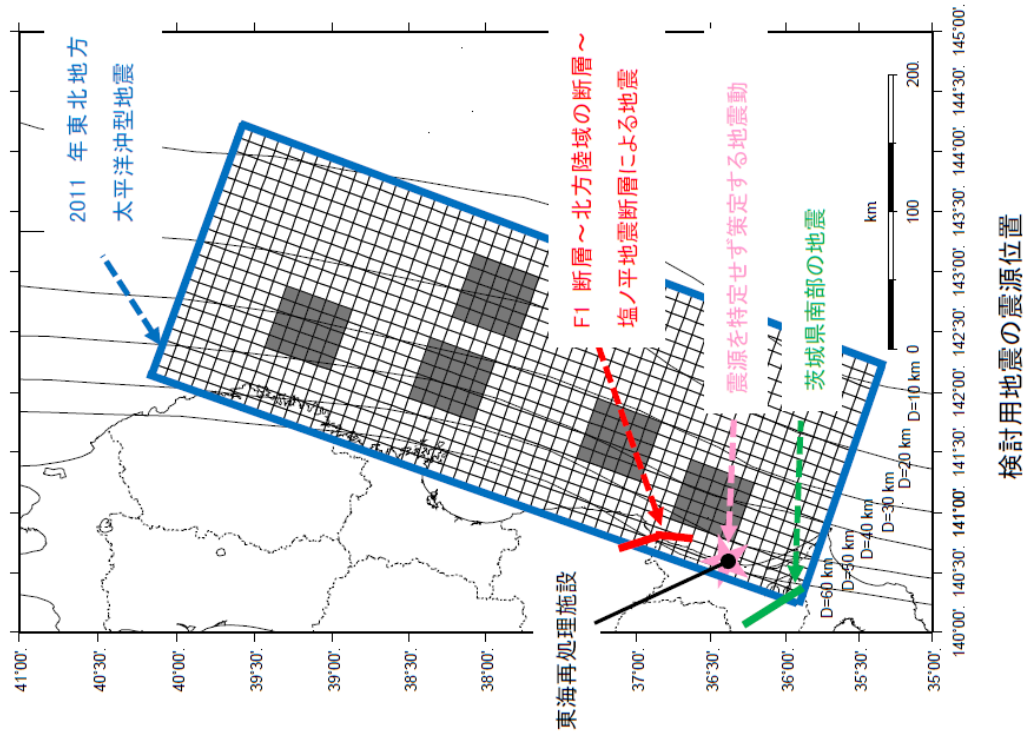 2011 年東北地方
太平洋沖型地震
F1 断層～北方陸域の断層～
塩ノ平地震断層による地震
震源を特定せず策定する地震動
茨城県南部の地震
東海再処理施設
41°00'.
40°30'.
40°00'.
39°30'.
39°00'.
38°30'.
38°00'.
37°00'.
36°30'.
36°00'.
35°30'.
35°00'.
D=60 km
D=50 km
D=40 km
D=30 km
D=20 km
D=10 km
km
0 100 200
140°00'. 140°30'. 141°00'. 141°30'. 142°00'. 142°30'. 143°00'. 143°30'. 144°00'. 144°30'. 145°00'.
検討用地震の震源位置